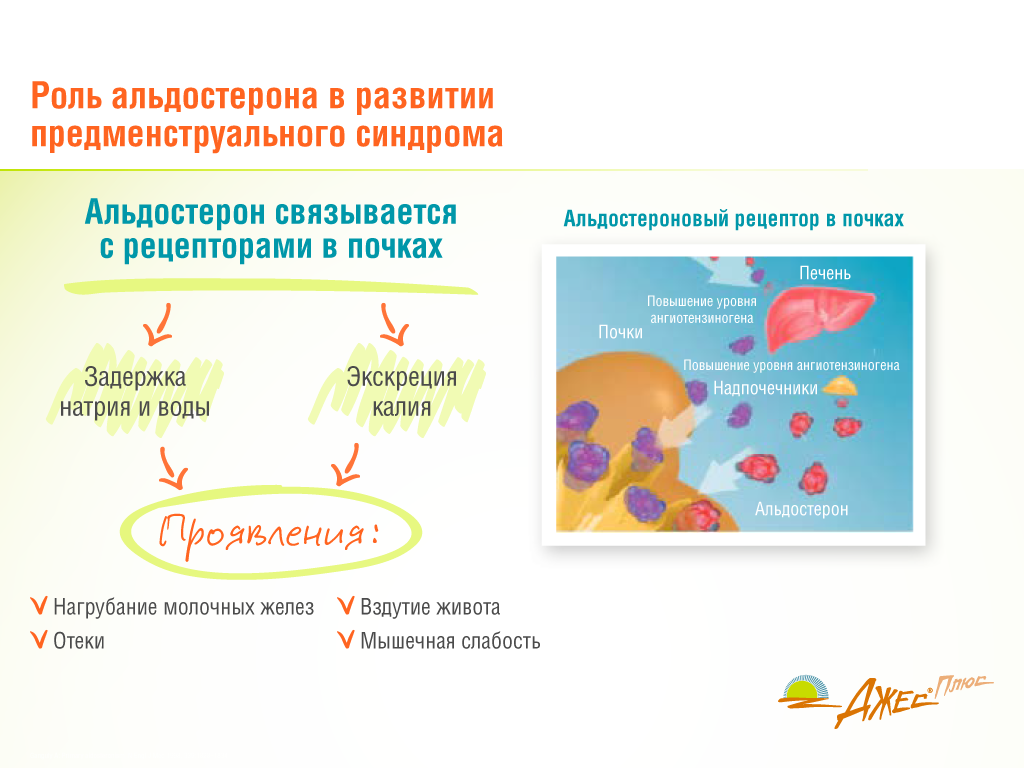 Роль альдостерона в развитии
предменструального синдрома
Альдостерон связывается
с рецепторами в почках
Задержка
натрия и воды
Экскреция
калия
Проявления:
Нагрубание молочных желез
Отеки
Вздутие живота
Мышечная слабость
Альдостероновый рецептор в почках
Печень
Повышение уровня
ангиотензиногена
Почки
Повышение уровня ангиотензиногена
Надпочечники
Альдостерон
Джес® Плюс